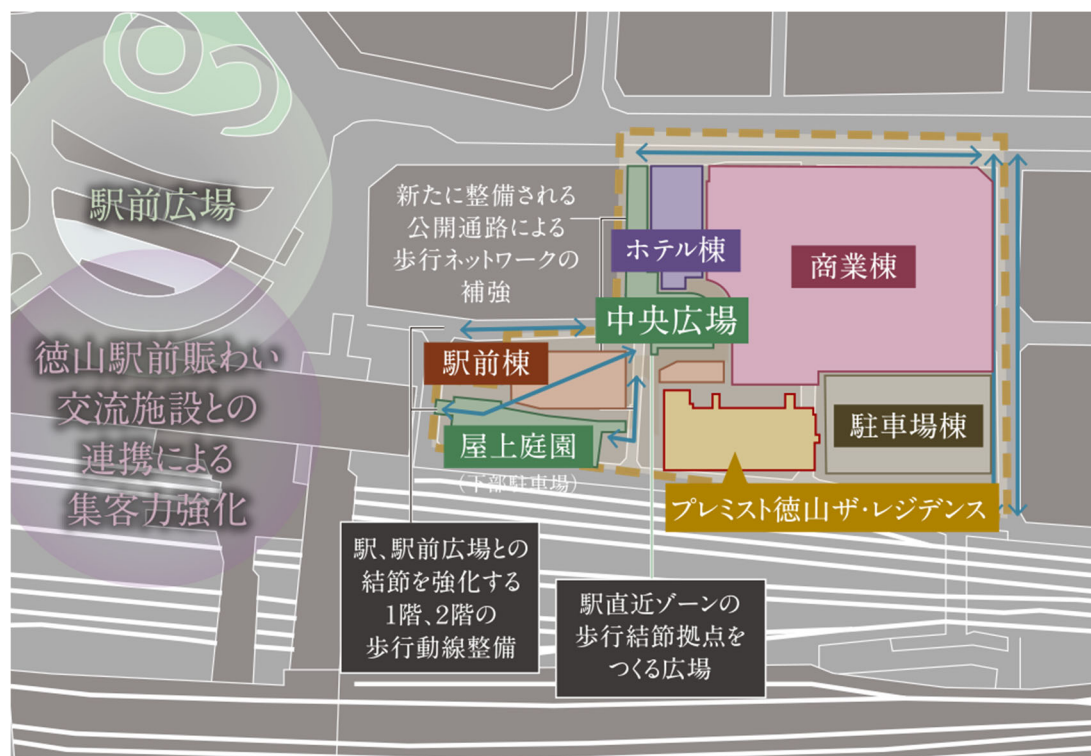 駅前広場
徳山駅前賑わい
交流施設との
連携による
集客力強化
新たに整備される
公開通路による
歩行ネットワークの
補強
ホテル棟
商業棟
中央広場
駅前棟
屋上庭園
(下部駐車場)
駐車場棟
プレミスト徳山ザ・レジデンス
駅、駅前広場との
結節を強化する
1階、2階の
歩行動線整備
駅直近ゾーンの
歩行結節拠点を
つくる広場